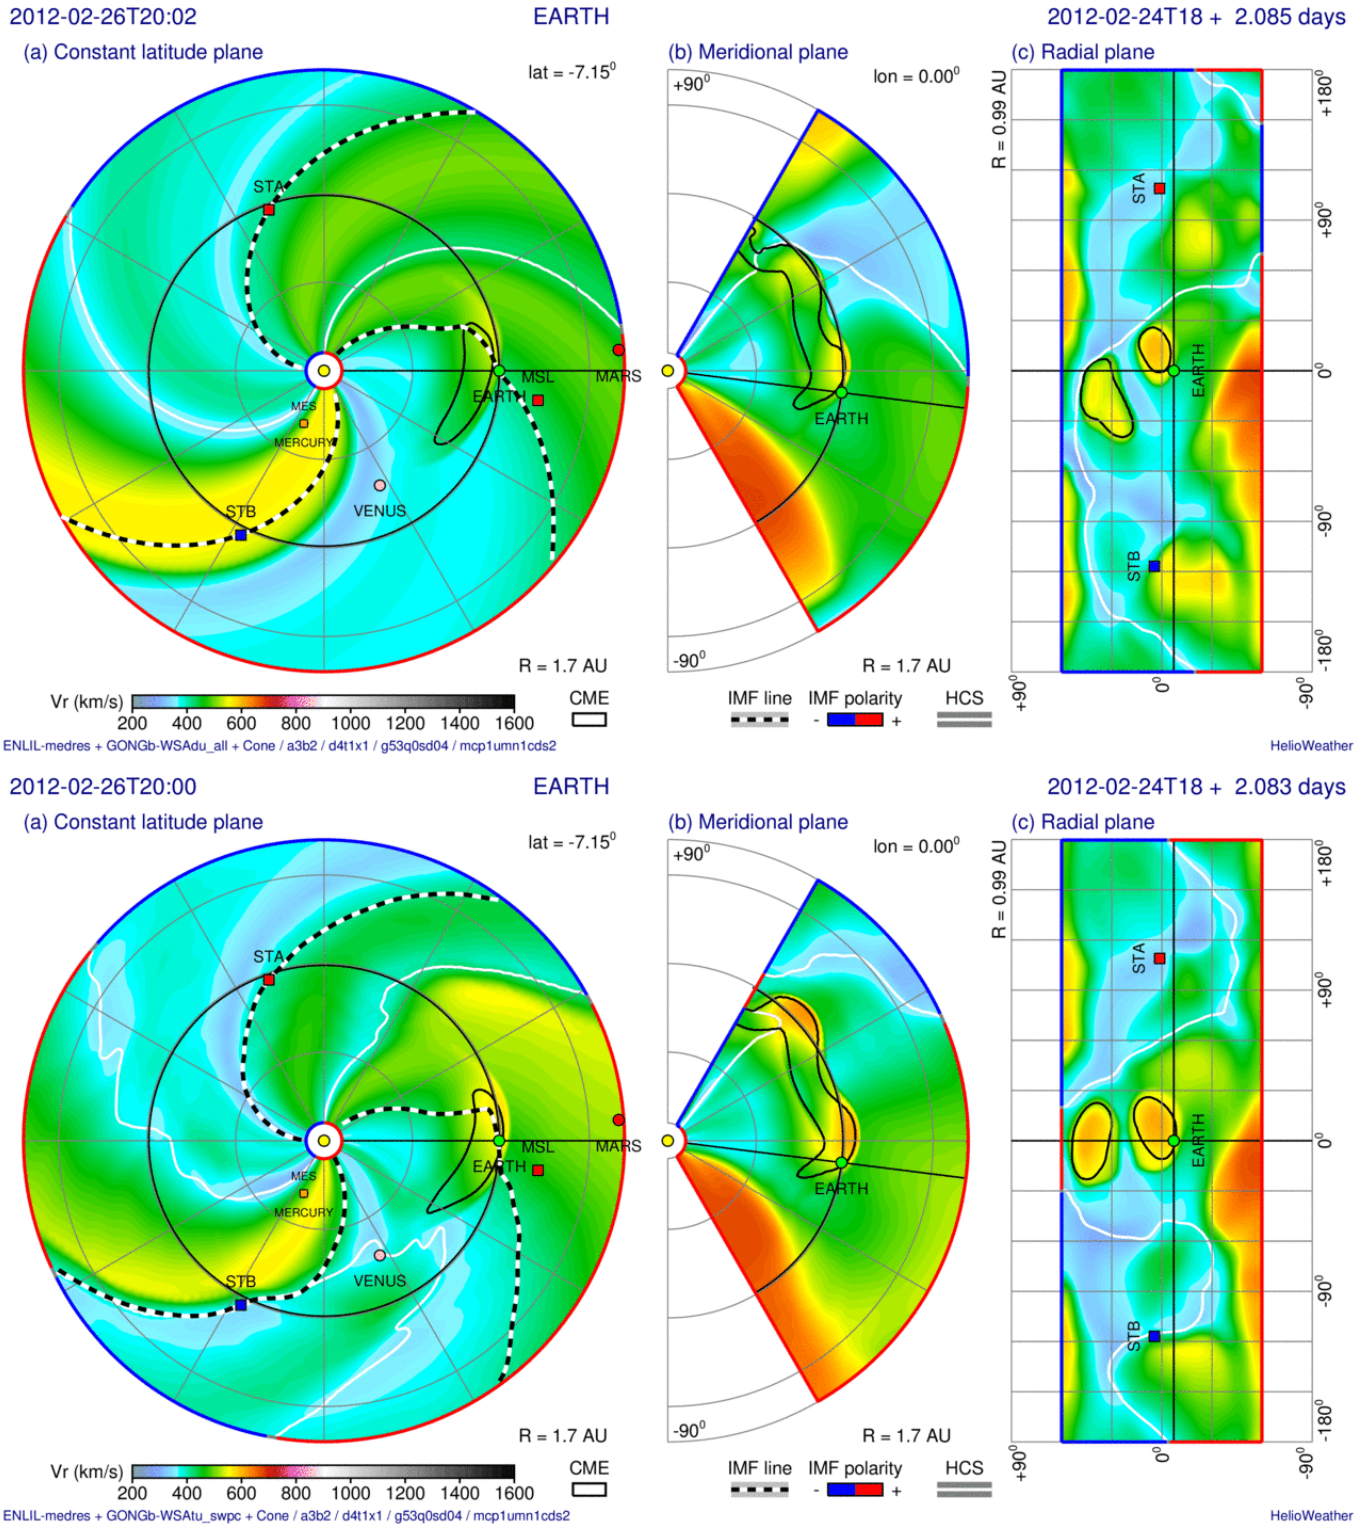 2012-02-26T20:02 EARTH 2012-02-24T18 + 2.085 days
(a) Constant latitude plane (b) Meridional plane (c) Radial plane
lat = -7.15⁰ lon = 0.00⁰
+90⁰
R = 0.99 AU
+180⁰
STA
STA
+90⁰
MSL
MARS
EARTH
EARTH
EARTH
0⁰
MES
MERCURY
STB
VENUS
STB
-90⁰
R = 1.7 AU
-90⁰
R = 1.7 AU
-180⁰
+90⁰ 0⁰ -90⁰
Vr (km/s) CME IMF line IMF polarity HCS
200 400 600 800 1000 1200 1400 1600
- +
ENLIL-medres + GONGb-WSAdu_all + Cone / a3b2 / d4t1x1 / g53q0sd04 / mcp1umn1cds2 HelioWeather
2012-02-26T20:00 EARTH 2012-02-24T18 + 2.083 days
(a) Constant latitude plane (b) Meridional plane (c) Radial plane
lat = -7.15⁰ lon = 0.00⁰
+90⁰
R = 0.99 AU
+180⁰
STA
STA
+90⁰
MSL
MARS
EARTH
EARTH
EARTH
0⁰
MES
MERCURY
STB
VENUS
STB
-90⁰
R = 1.7 AU
-90⁰
R = 1.7 AU
-180⁰
+90⁰ 0⁰ -90⁰
Vr (km/s) CME IMF line IMF polarity HCS
200 400 600 800 1000 1200 1400 1600
- +
ENLIL-medres + GONGb-WSAtu_swpc + Cone / a3b2 / d4t1x1 / g53q0sd04 / mcp1umn1cds2 HelioWeather